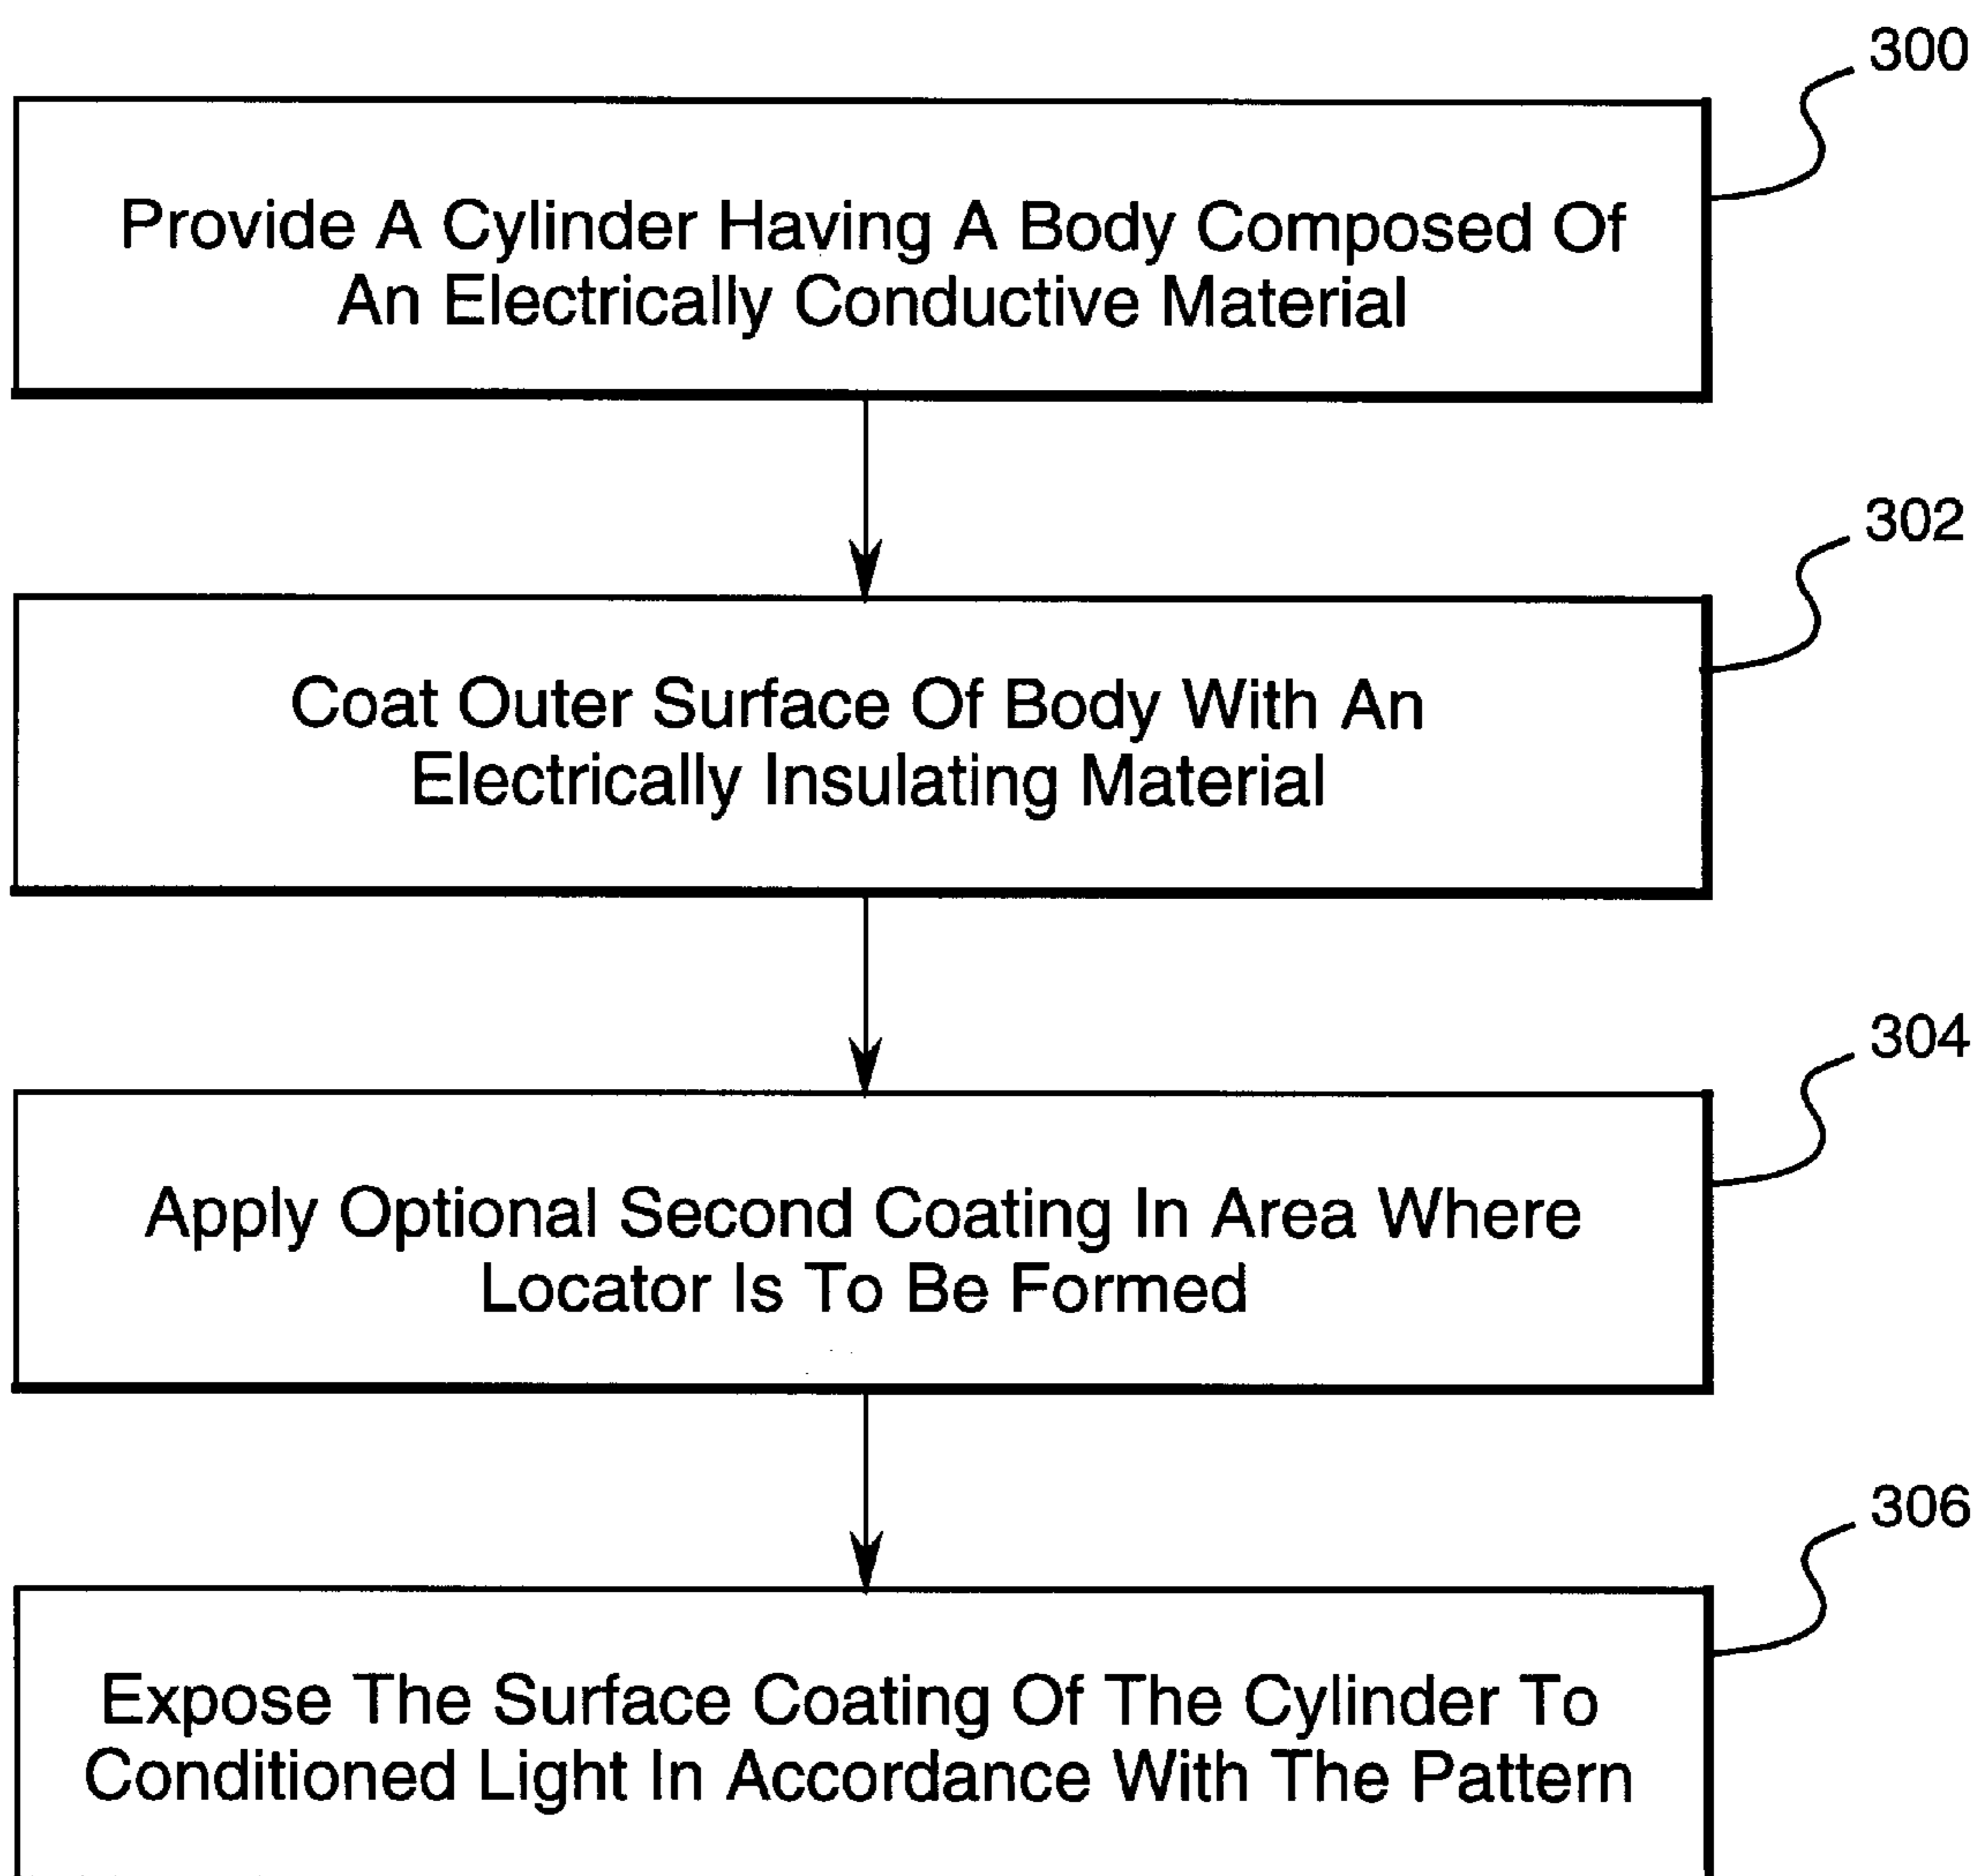 300
Provide A Cylinder Having A Body Composed Of
An Electrically Conductive Material
302
Coat Outer Surface Of Body With An
Electrically Insulating Material
304
Apply Optional Second Coating In Area Where
Locator Is To Be Formed
306
Expose The Surface Coating Of The Cylinder To
Conditioned Light In Accordance With The Pattern